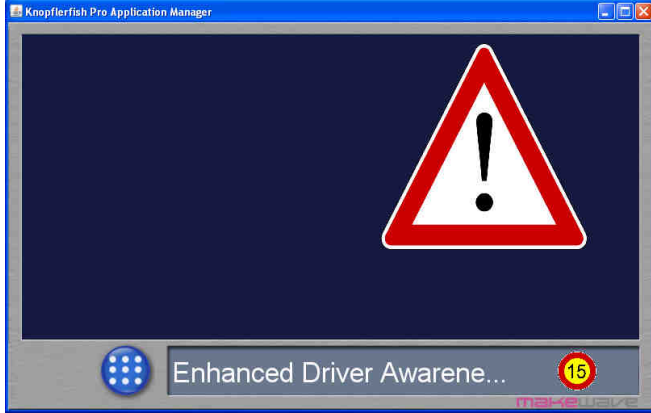 Knopflerfish Pro Application Manager
!
Enhanced Driver Awarene... 15
makewave